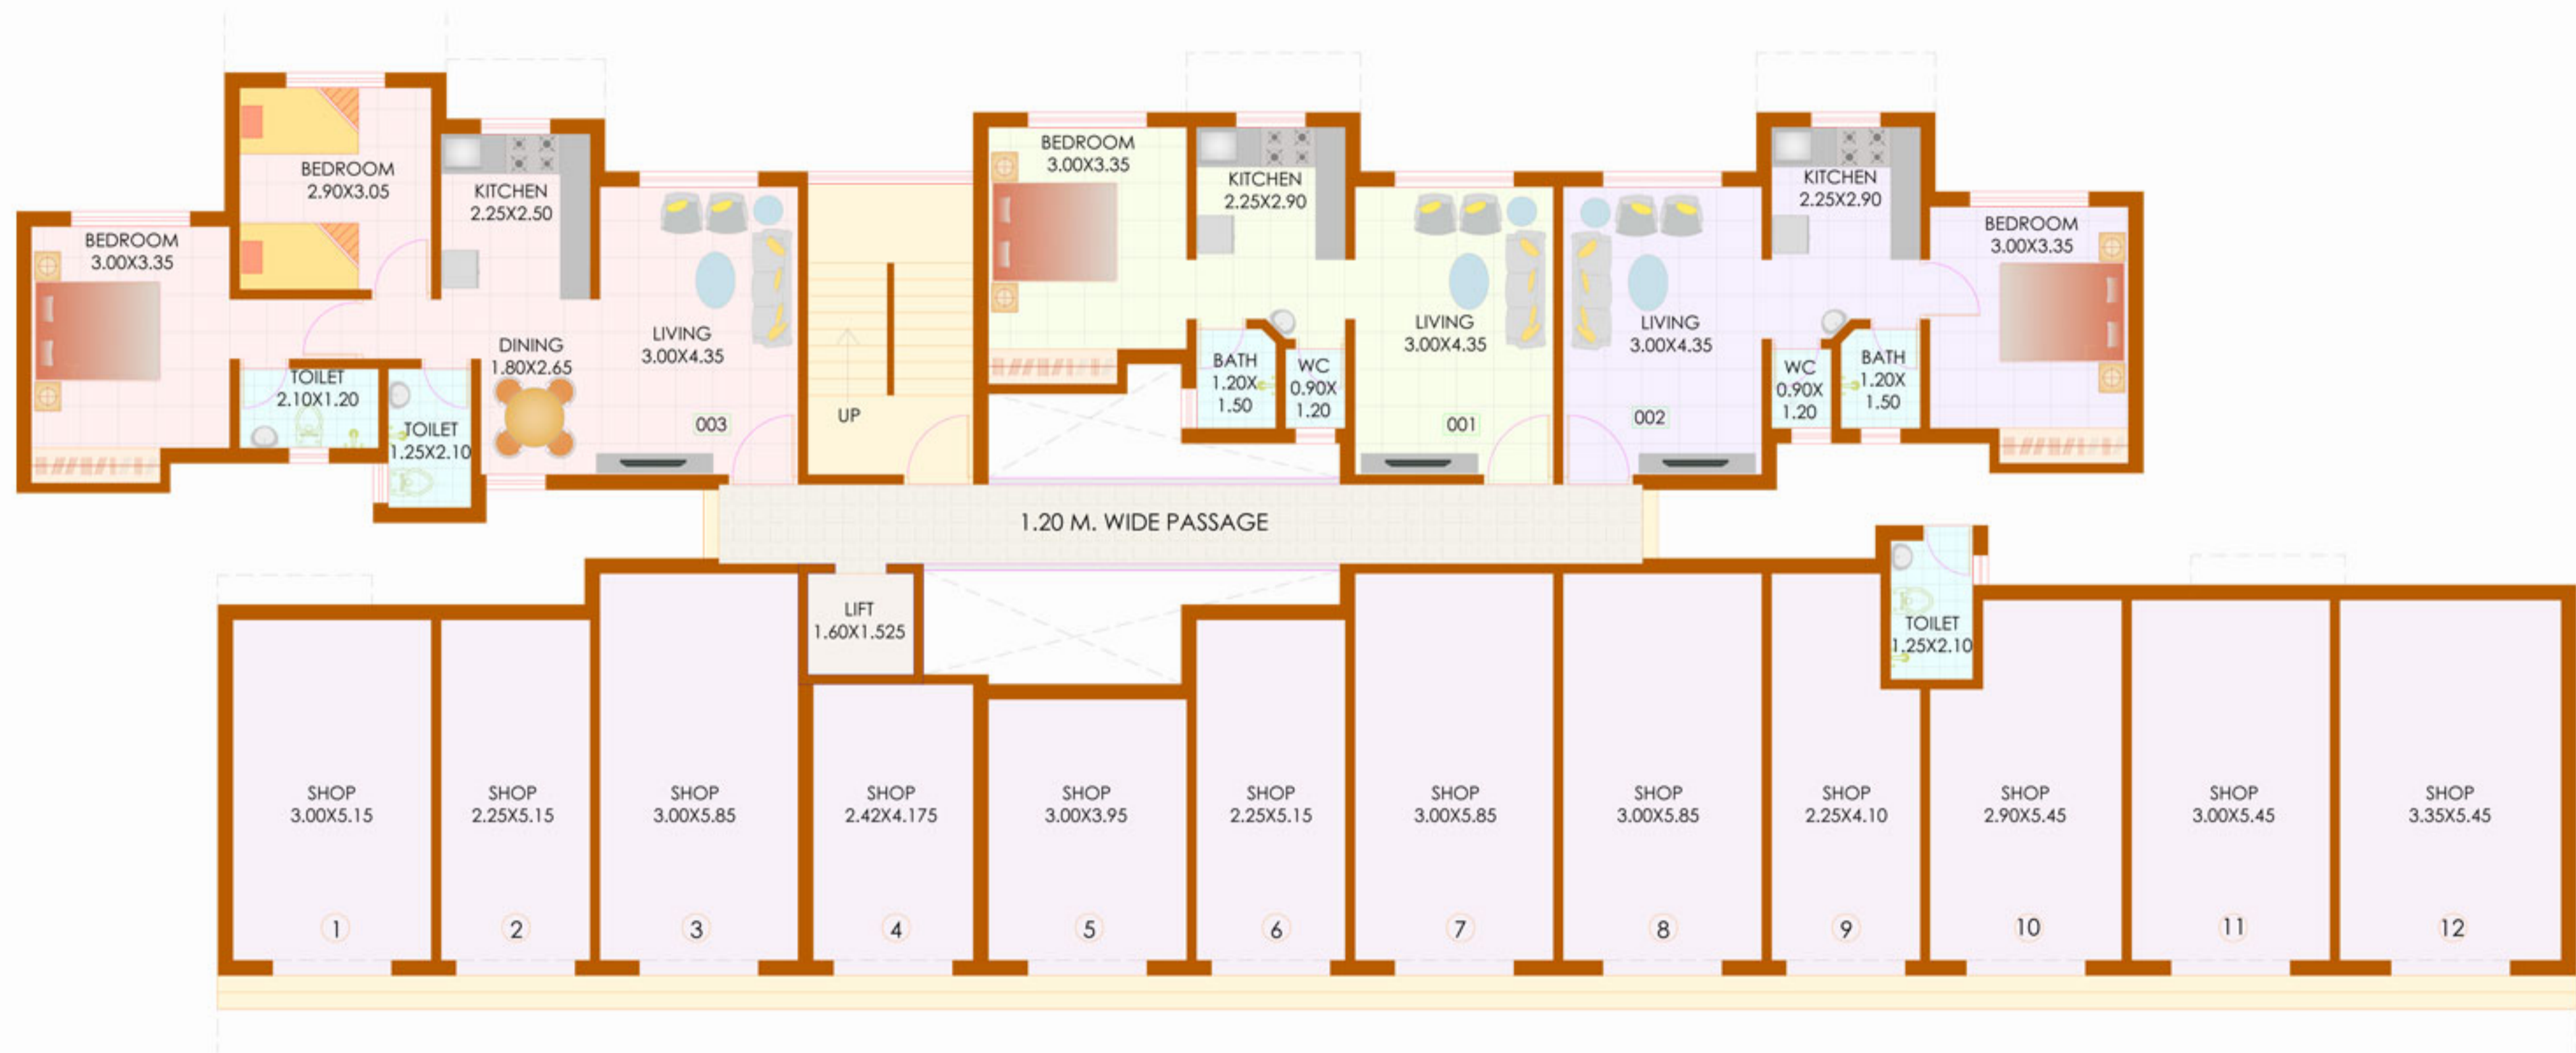 BEDROOM
2.90X3.05
BEDROOM
3.00X3.35
KITCHEN
2.25X2.50
DINING
1.80X2.65
LIVING
3.00X4.35
TOILET
2.10X1.20
TOILET
1.25X2.10
003
UP
BEDROOM
3.00X3.35
KITCHEN
2.25X2.90
BATH
1.20X
1.50
WC
0.90X
1.20
LIVING
3.00X4.35
001
LIVING
3.00X4.35
002
KITCHEN
2.25X2.90
WC
0.90X
1.20
BATH
1.20X
1.50
BEDROOM
3.00X3.35
1.20 M. WIDE PASSAGE
LIFT
1.60X1.525
TOILET
1.25X2.10
SHOP
3.00X5.15
1
SHOP
2.25X5.15
2
SHOP
3.00X5.85
3
SHOP
2.42X4.175
4
SHOP
3.00X3.95
5
SHOP
2.25X5.15
6
SHOP
3.00X5.85
7
SHOP
3.00X5.85
8
SHOP
2.25X4.10
9
SHOP
2.90X5.45
10
SHOP
3.00X5.45
11
SHOP
3.35X5.45
12